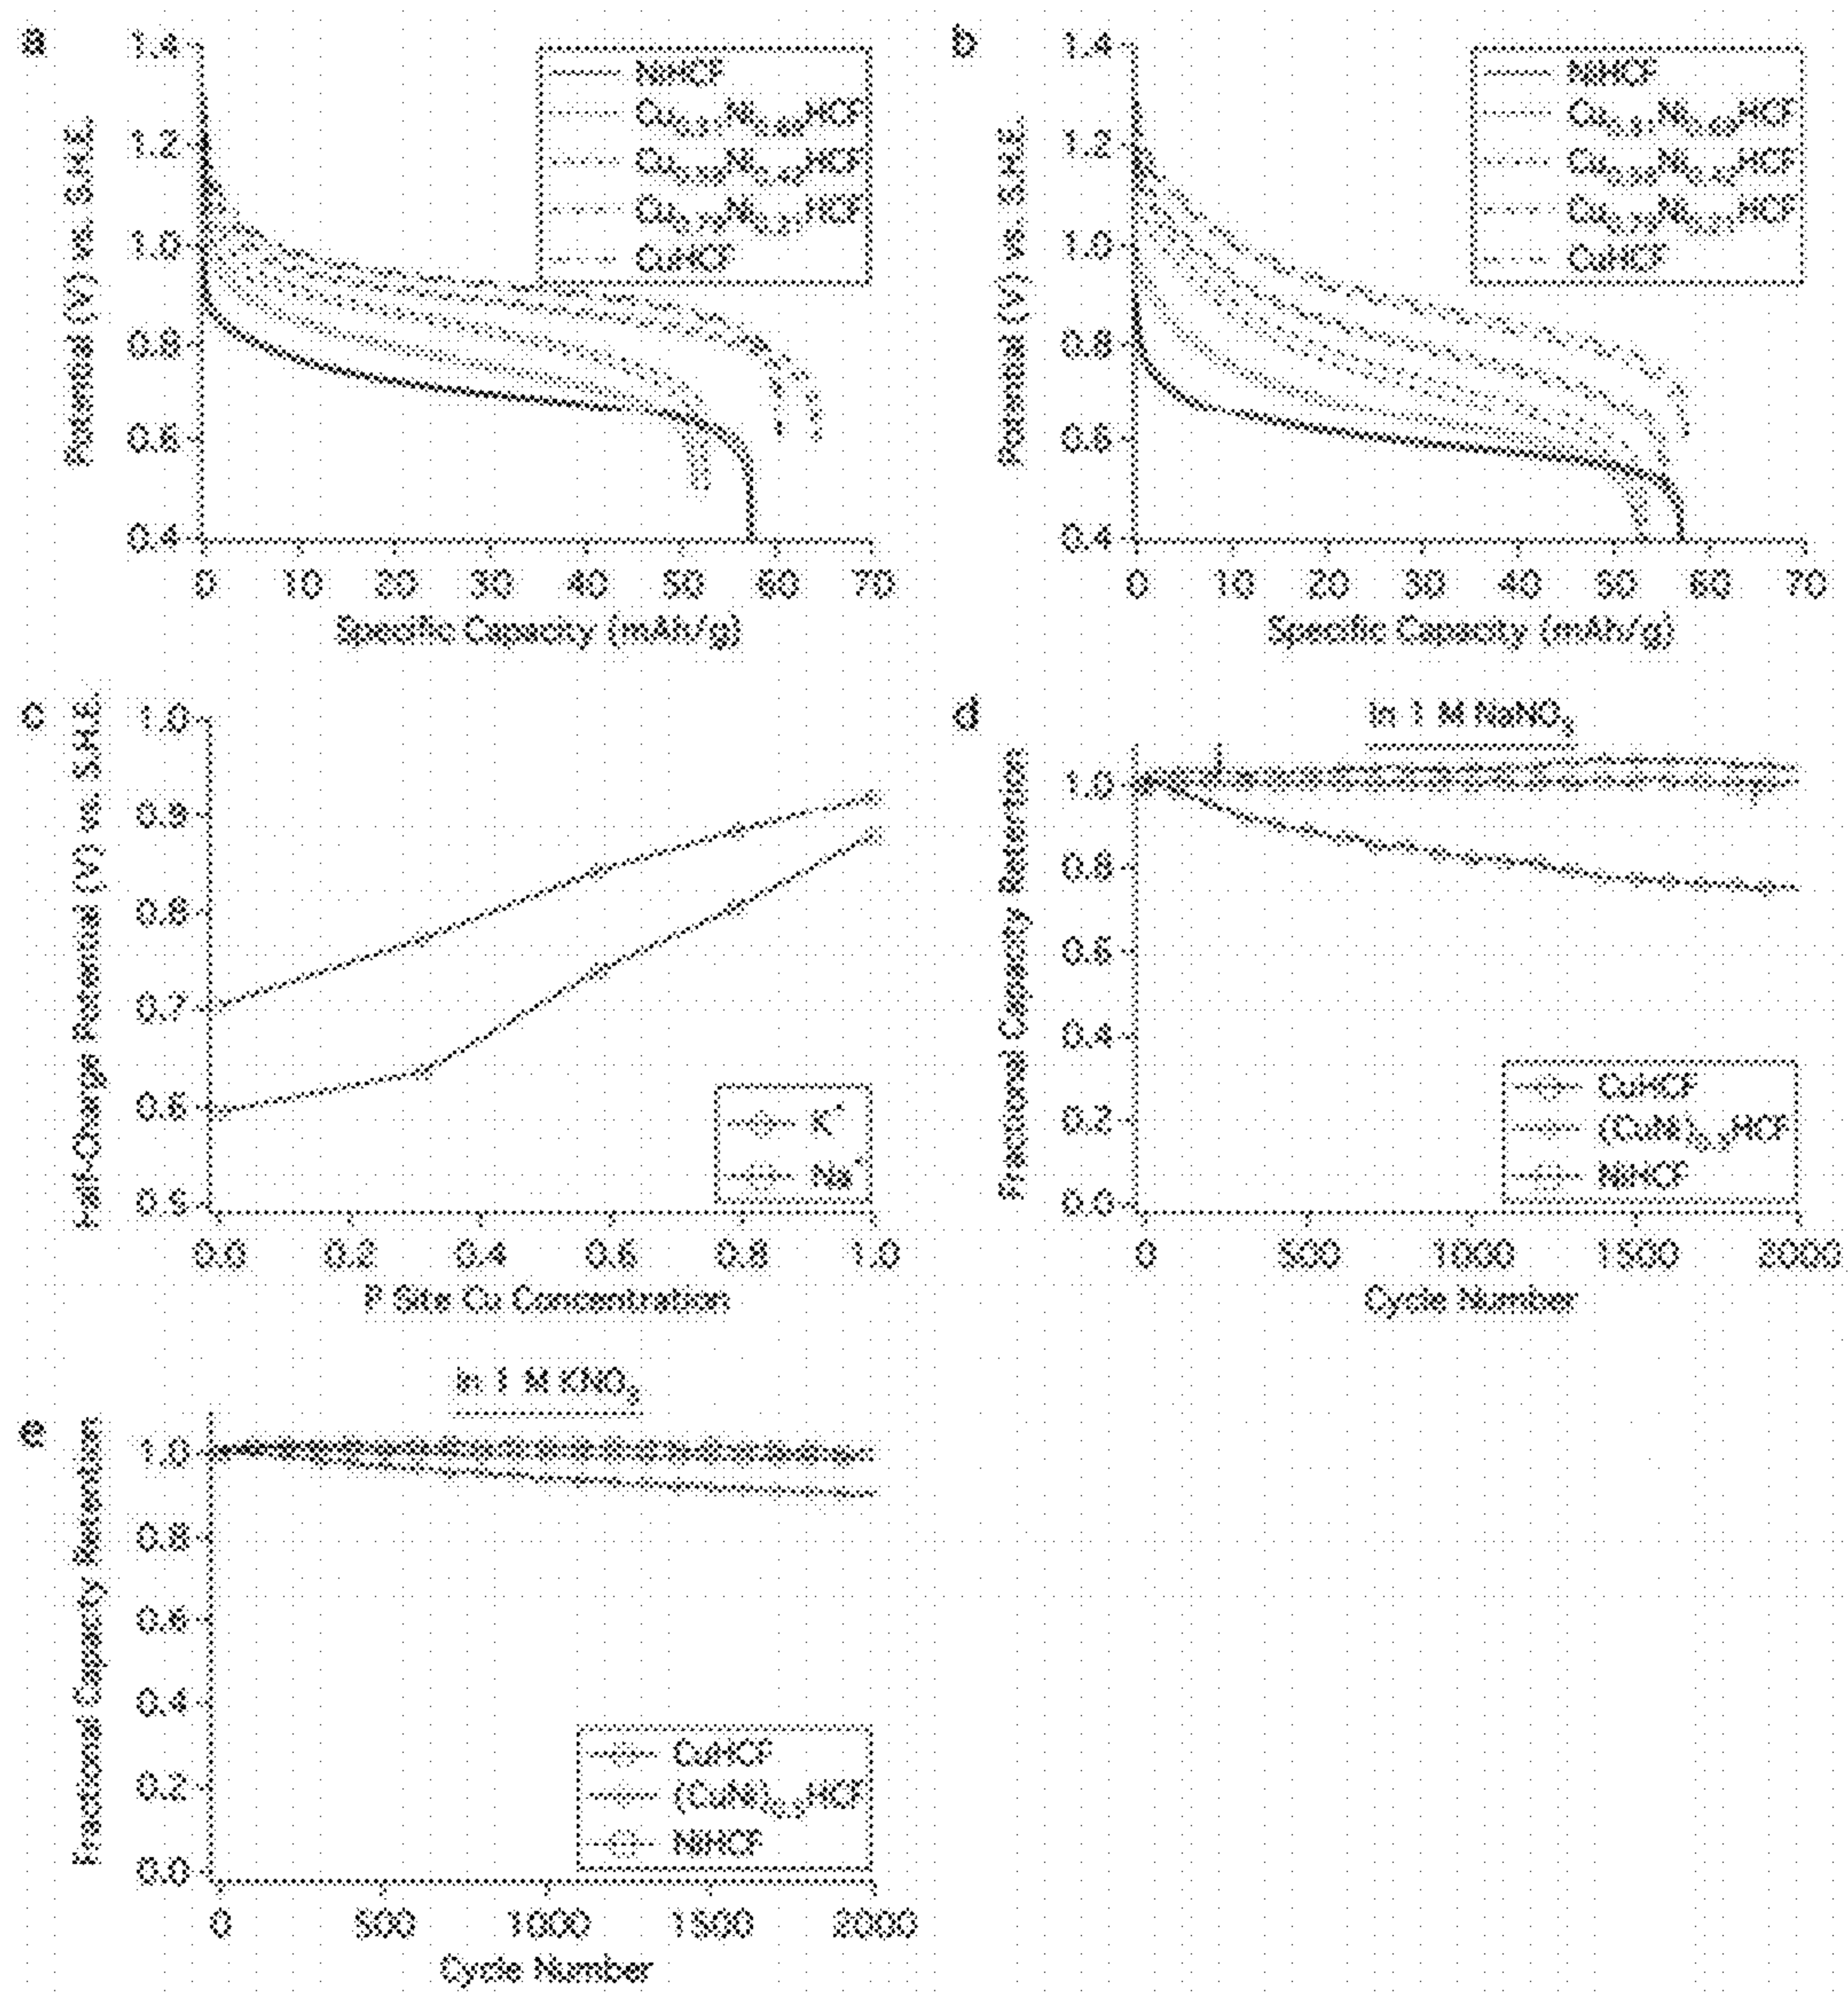 a
1.4
1.2
1.0
0.8
0.6
0.4
Potential (V) vs. S.H.E.
NiHCF
CuHCF
0 10 20 30 40 50 60 70
Specific Capacity (mAh/g)
b
1.4
1.2
1.0
0.8
0.6
0.4
Potential (V) vs. S.H.E.
NiHCF
CuHCF
0 10 20 30 40 50 60 70
Specific Capacity (mAh/g)
c
1.0
0.9
0.8
0.7
0.6
0.5
Half-Charge Potential (V) vs. S.H.E.
K+
Na+
0.0 0.2 0.4 0.6 0.8 1.0
P Site Cu Concentration
d
In 1 M NaNO3
1.0
0.8
0.6
0.4
0.2
0.0
Fractional Capacity Retention
CuHCF
(CuNi)0.5HCF
NiHCF
0 500 1000 1500 2000
Cycle Number
e
In 1 M KNO3
1.0
0.8
0.6
0.4
0.2
0.0
Fractional Capacity Retention
CuHCF
(CuNi)0.5HCF
NiHCF
0 500 1000 1500 2000
Cycle Number